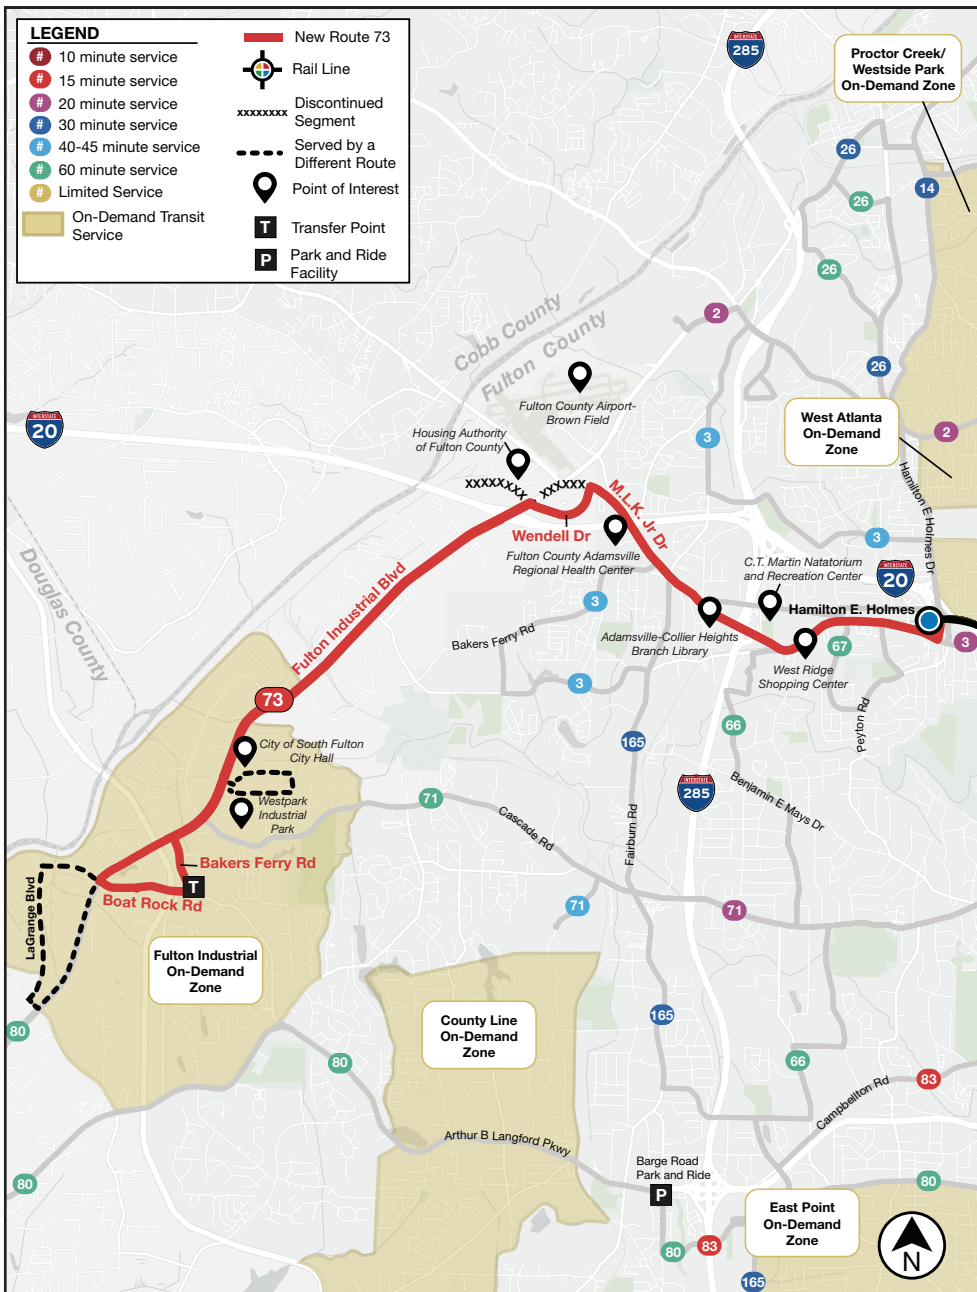 LEGEND
# 10 minute service
# 15 minute service
# 20 minute service
# 30 minute service
# 40-45 minute service
# 60 minute service
# Limited Service
On-Demand Transit
Service
New Route 73
Rail Line
xxxxxxxx
Discontinued
Segment
Served by a
Different Route
Point of Interest
T
Transfer Point
P
Park and Ride
Facility
INTERSTATE
285
Proctor Creek/
Westside Park
On-Demand Zone
26
14
26
26
Cobb County
Fulton County
2
26
Fulton County Airport-
Brown Field
INTERSTATE
20
West Atlanta
On-Demand
Zone
2
3
Housing Authority
of Fulton County
xxxxxxxx
xxxxxx
M.L.K. Jr Dr
Hamilton E Holmes Dr
Wendell Dr
3
Fulton County Adamsville
Regional Health Center
C.T. Martin Natatorium
and Recreation Center
INTERSTATE
20
Douglas County
Fulton Industrial Blvd
3
Hamilton E. Holmes
Bakers Ferry Rd
Adamsville-Collier Heights
Branch Library
67
3
West Ridge
Shopping Center
3
73
Peyton Rd
66
165
City of South Fulton
City Hall
INTERSTATE
285
Westpark
Industrial
Park
71
Cascade Rd
Fairburn Rd
Benjamin E Mays Dr
Bakers Ferry Rd
T
Boat Rock Rd
LaGrange Blvd
71
71
Fulton Industrial
On-Demand
Zone
80
County Line
On-Demand
Zone
165
80
66
83
Campbellton Rd
Arthur B Langford Pkwy
Barge Road
Park and Ride
P
80
80
East Point
On-Demand
Zone
80
83
165
N